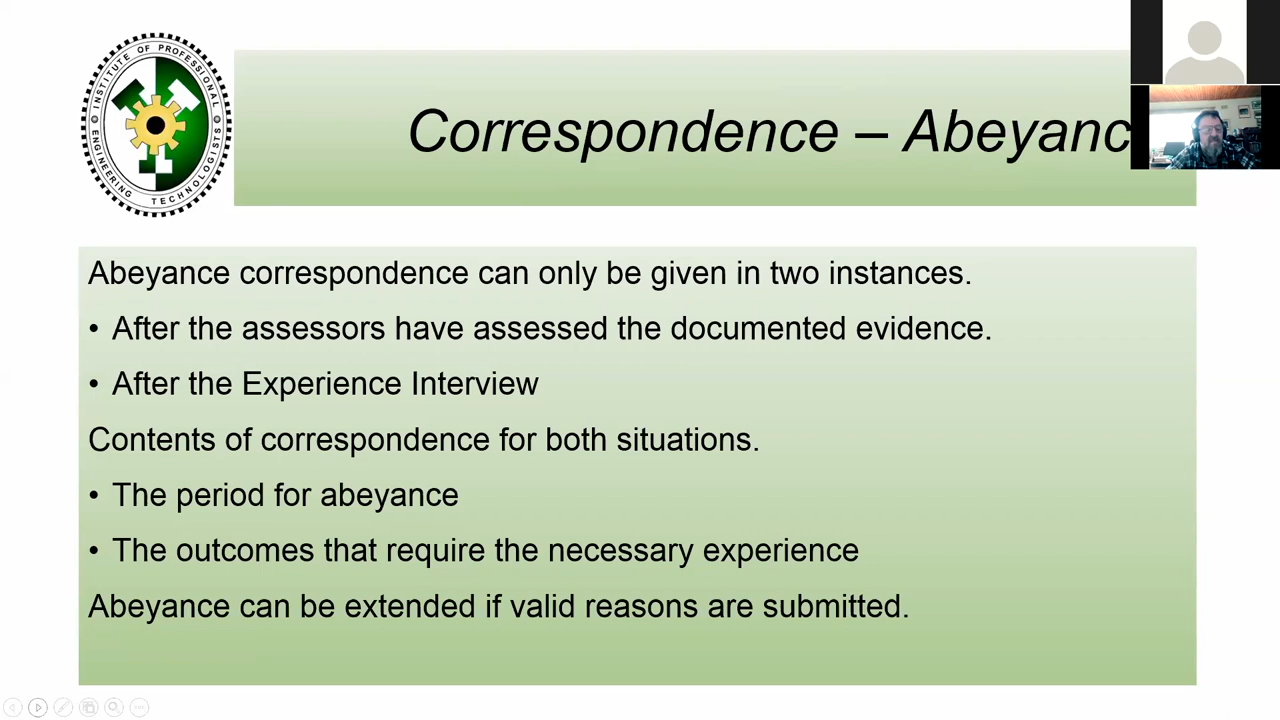 INSTITUTE OF PROFESSIONAL
ENGINEERING TECHNOLOGISTS
Correspondence – Abeyanc
Abeyance correspondence can only be given in two instances.
• After the assessors have assessed the documented evidence.
• After the Experience Interview
Contents of correspondence for both situations.
• The period for abeyance
• The outcomes that require the necessary experience
Abeyance can be extended if valid reasons are submitted.